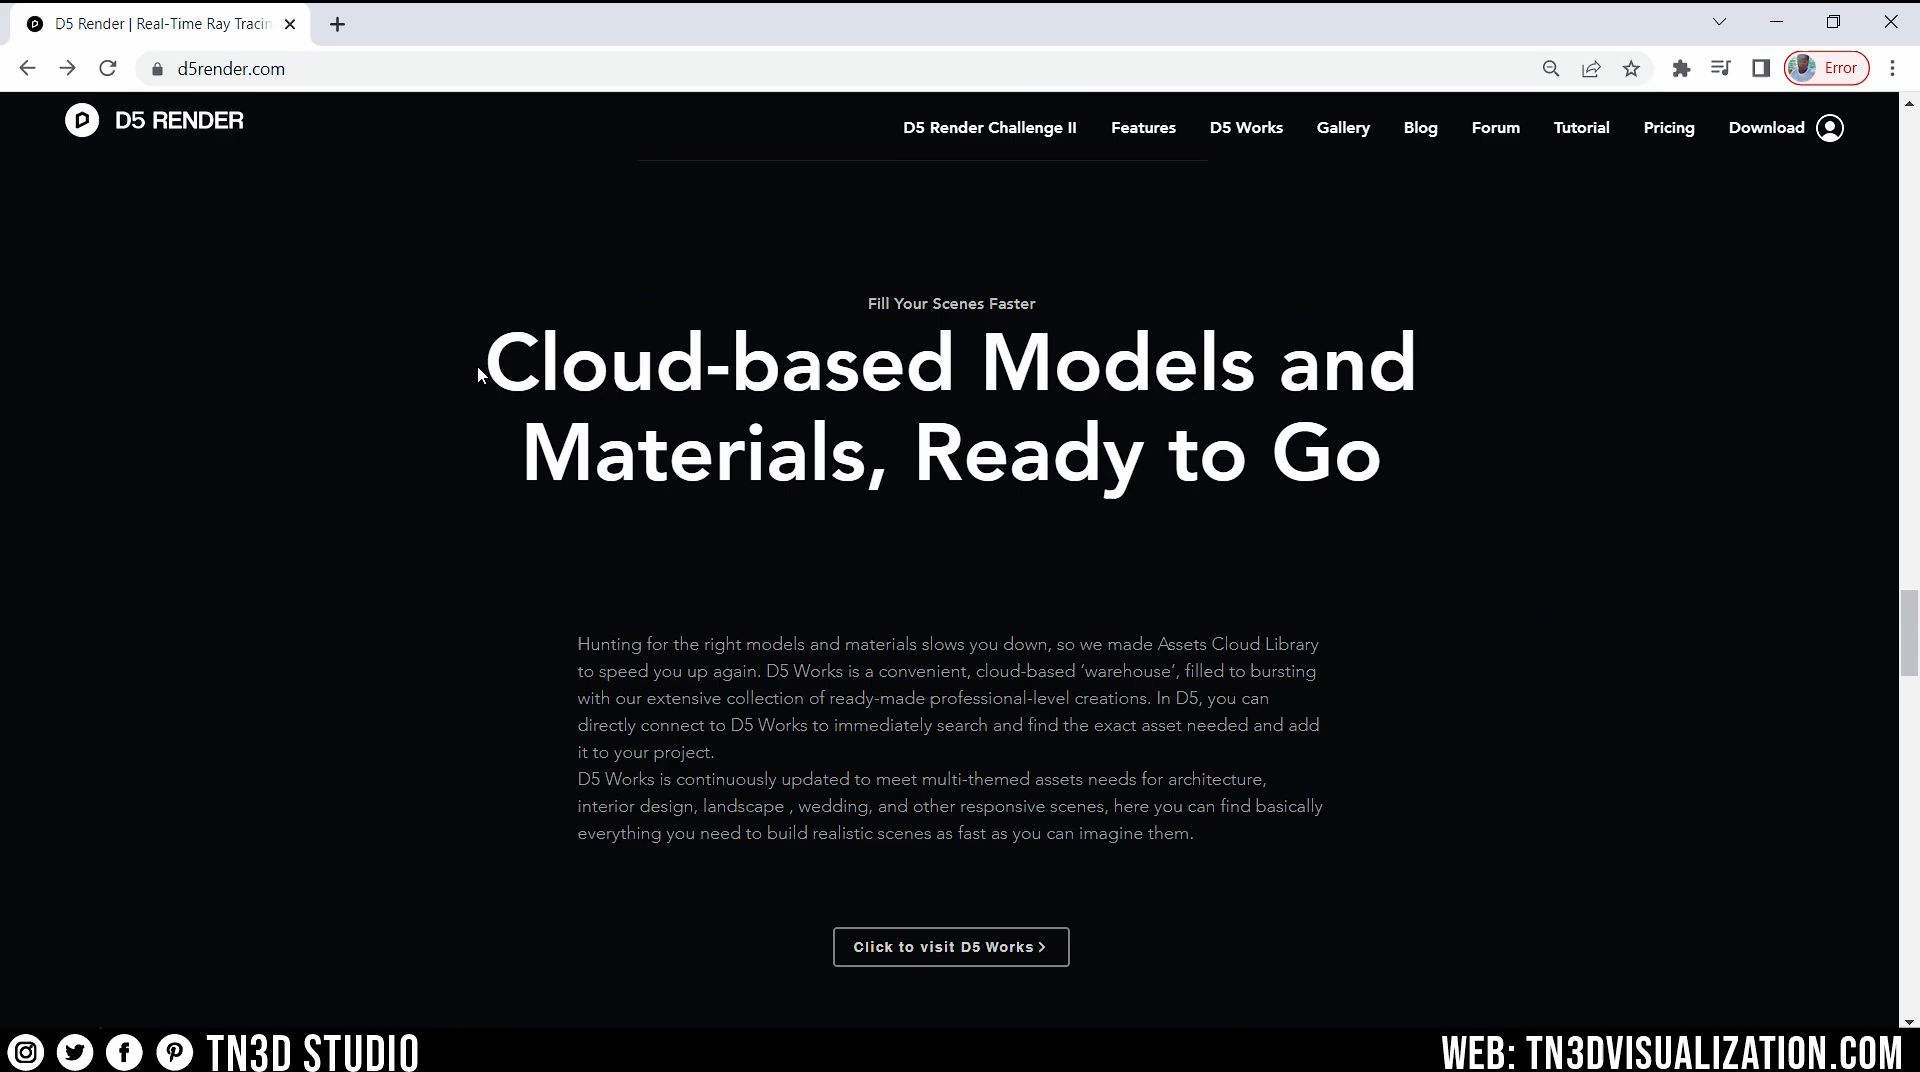 D5 Render | Real-Time Ray Tracin
d5render.com
Error
D5 RENDER
D5 Render Challenge II
Features
D5 Works
Gallery
Blog
Forum
Tutorial
Pricing
Download
Fill Your Scenes Faster
Cloud-based Models and
Materials, Ready to Go
Hunting for the right models and materials slows you down, so we made Assets Cloud Library
to speed you up again. D5 Works is a convenient, cloud-based ‘warehouse’, filled to bursting
with our extensive collection of ready-made professional-level creations. In D5, you can
directly connect to D5 Works to immediately search and find the exact asset needed and add
it to your project.
D5 Works is continuously updated to meet multi-themed assets needs for architecture,
interior design, landscape , wedding, and other responsive scenes, here you can find basically
everything you need to build realistic scenes as fast as you can imagine them.
Click to visit D5 Works >
TN3D STUDIO
WEB: TN3DVISUALIZATION.COM